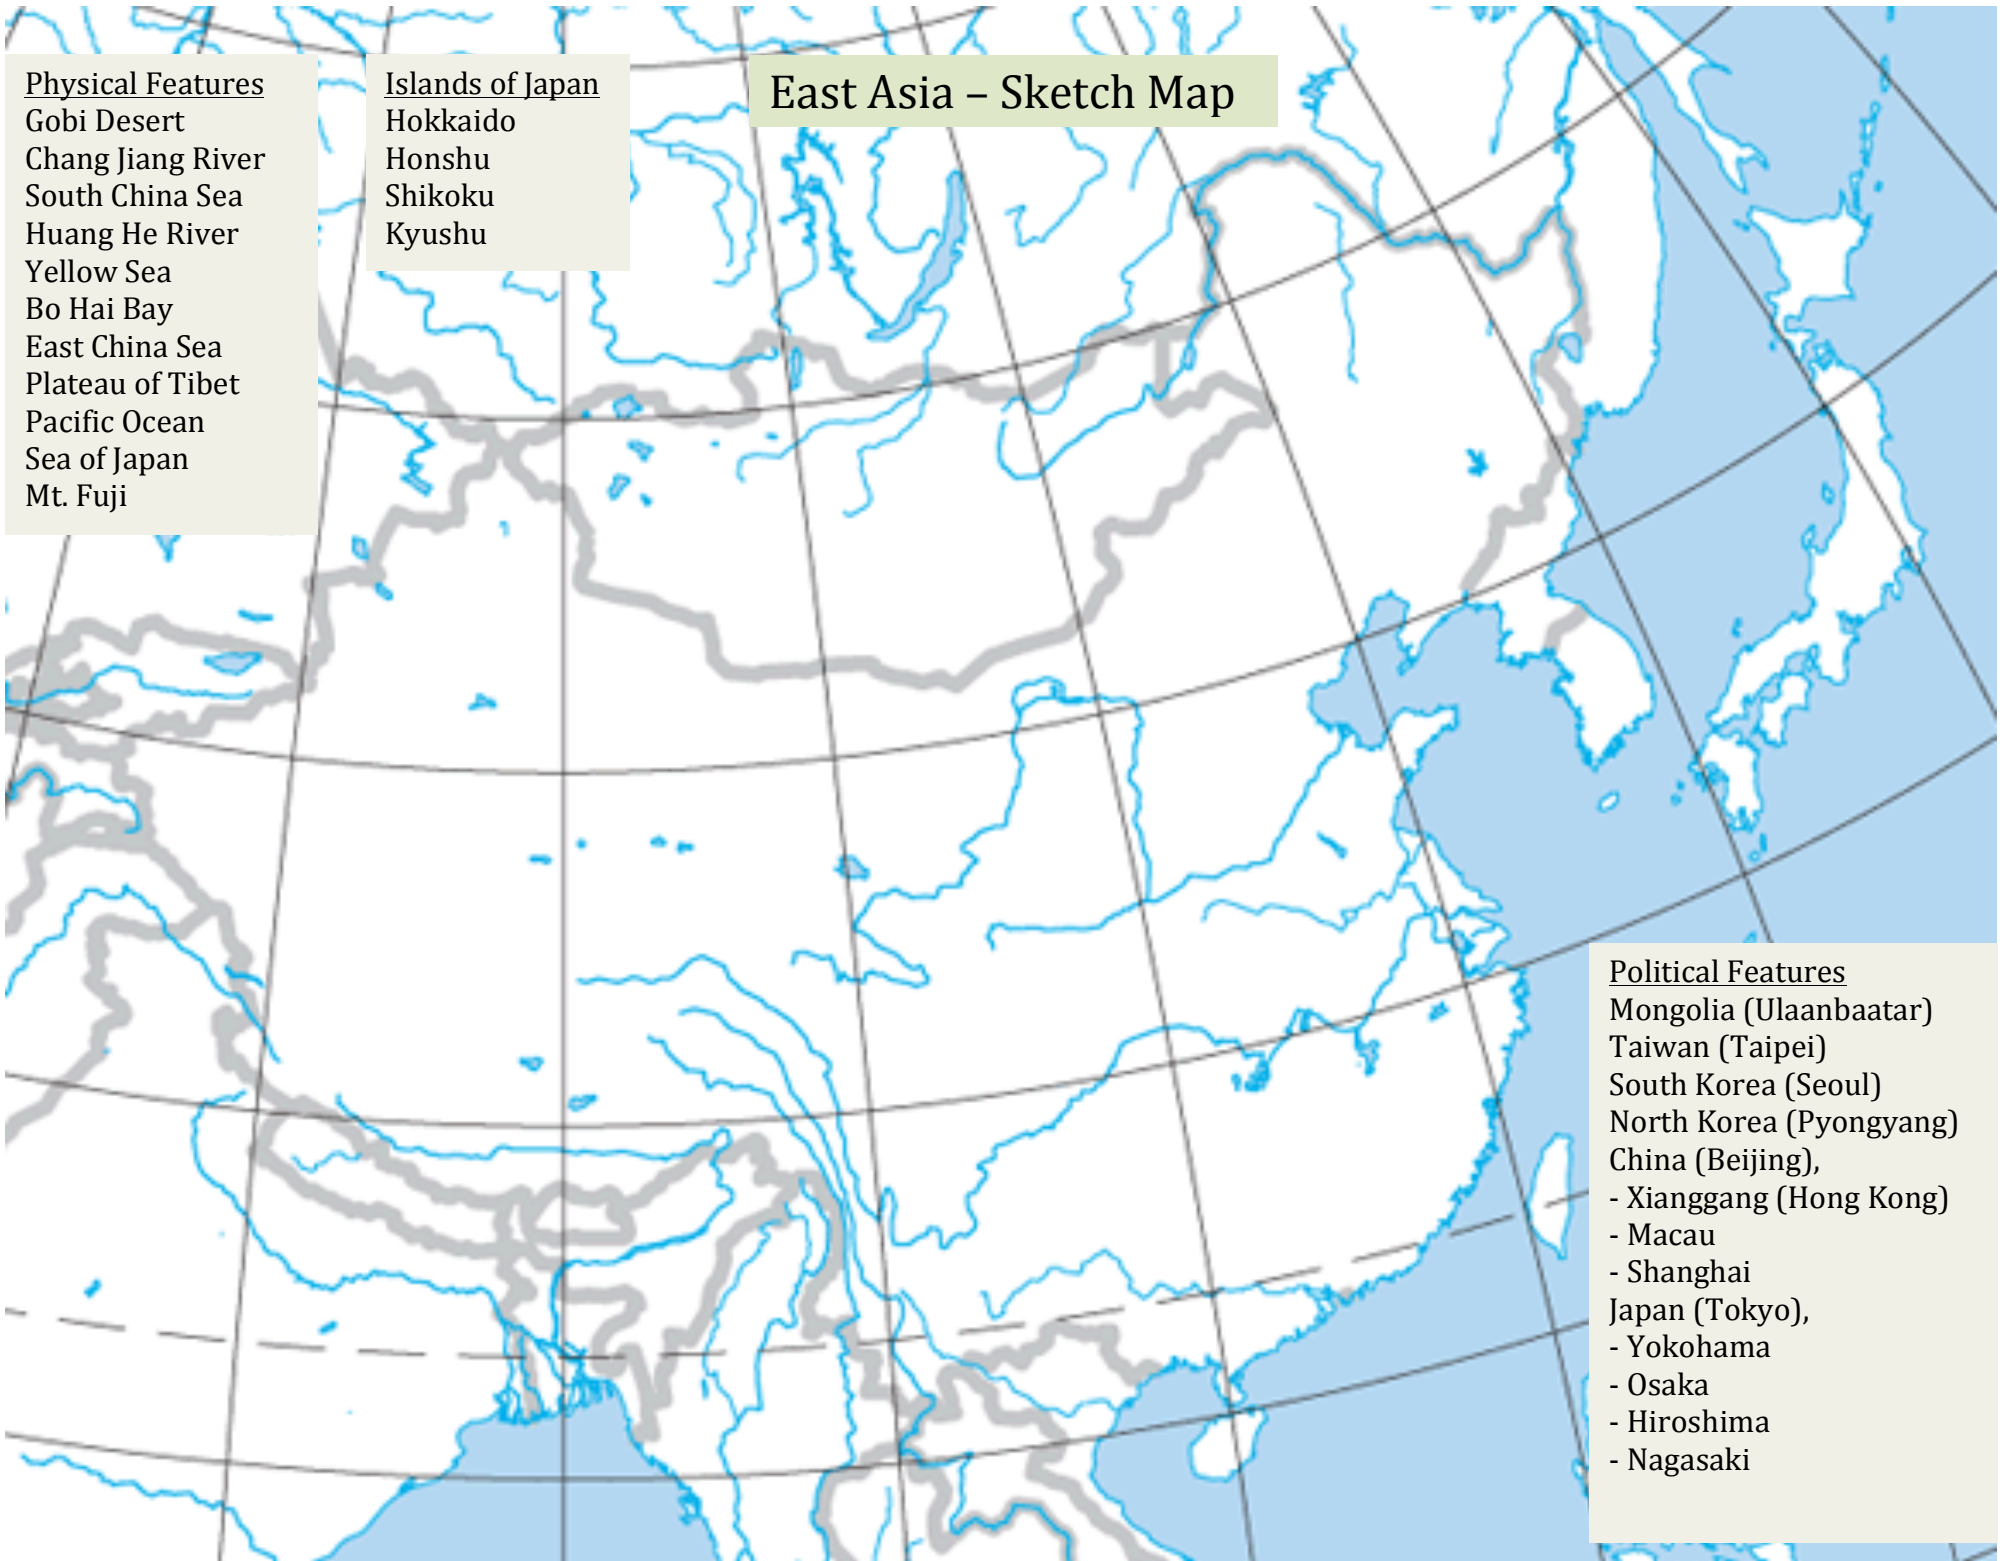 East Asia – Sketch Map
Physical Features
Gobi Desert
Chang Jiang River
South China Sea
Huang He River
Yellow Sea
Bo Hai Bay
East China Sea
Plateau of Tibet
Pacific Ocean
Sea of Japan
Mt. Fuji
Islands of Japan
Hokkaido
Honshu
Shikoku
Kyushu
Political Features
Mongolia (Ulaanbaatar)
Taiwan (Taipei)
South Korea (Seoul)
North Korea (Pyongyang)
China (Beijing),
- Xianggang (Hong Kong)
- Macau
- Shanghai
Japan (Tokyo),
- Yokohama
- Osaka
- Hiroshima
- Nagasaki